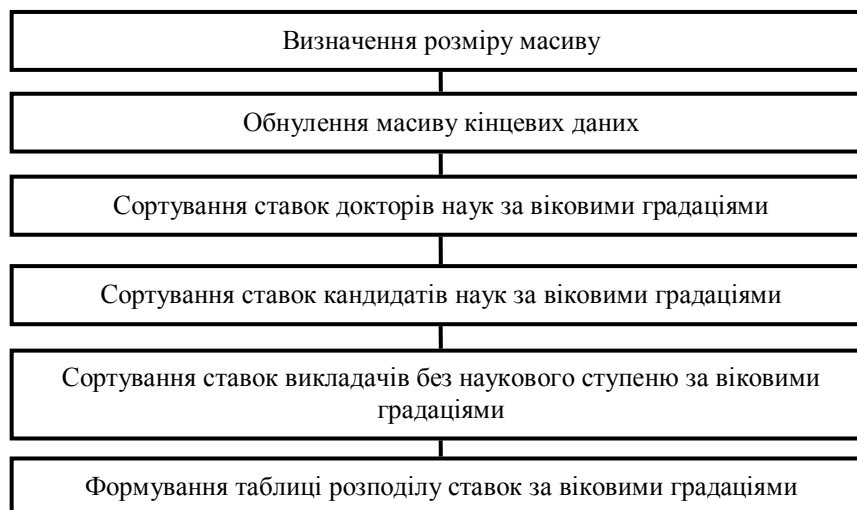 Визначення розміру масиву
Обнулення масиву кінцевих даних
Сортування ставок докторів наук за віковими градаціями
Сортування ставок кандидатів наук за віковими градаціями
Сортування ставок викладачів без наукового ступеню за віковими
градаціями
Формування таблиці розподілу ставок за віковими градаціями